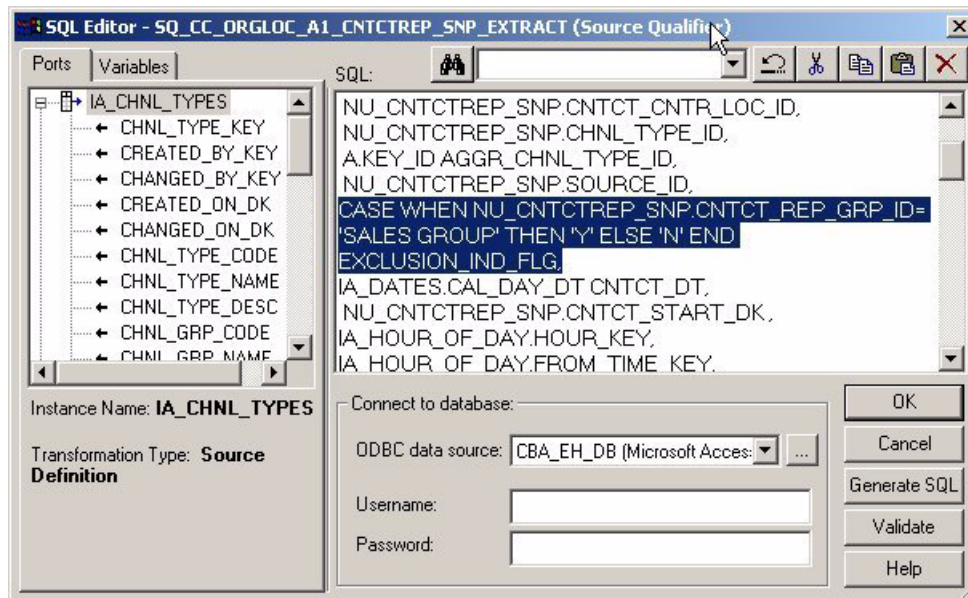 SQL Editor - SQ_CC_ORGLOC_A1_CNTCTREP_SNP_EXTRACT (Source Qualifier)
Ports
Variables
SQL:
IA_CHNL_TYPES
CHNL_TYPE_KEY
CREATED_BY_KEY
CHANGED_BY_KEY
CREATED_ON_DK
CHANGED_ON_DK
CHNL_TYPE_CODE
CHNL_TYPE_NAME
CHNL_TYPE_DESC
CHNL_GRP_CODE
CHNL_GRP_NAME
NU_CNTCTREP_SNP.CNTCT_CNTR_LOC_ID,
NU_CNTCTREP_SNP.CHNL_TYPE_ID,
A.KEY_ID AGGR_CHNL_TYPE_ID,
NU_CNTCTREP_SNP.SOURCE_ID,
CASE WHEN NU_CNTCTREP_SNP.CNTCT_REP_GRP_ID=
'SALES GROUP' THEN 'Y' ELSE 'N' END
EXCLUSION_IND_FLG,
IA_DATES.CAL_DAY_DT CNTCT_DT,
NU_CNTCTREP_SNP.CNTCT_START_DK,
IA_HOUR_OF_DAY.HOUR_KEY,
IA_HOUR_OF_DAY.FROM_TIME_KEY,
Instance Name: IA_CHNL_TYPES
Transformation Type: Source
Definition
Connect to database:
ODBC data source: CBA_EH_DB (Microsoft Acces: ...
Username:
Password:
OK
Cancel
Generate SQL
Validate
Help